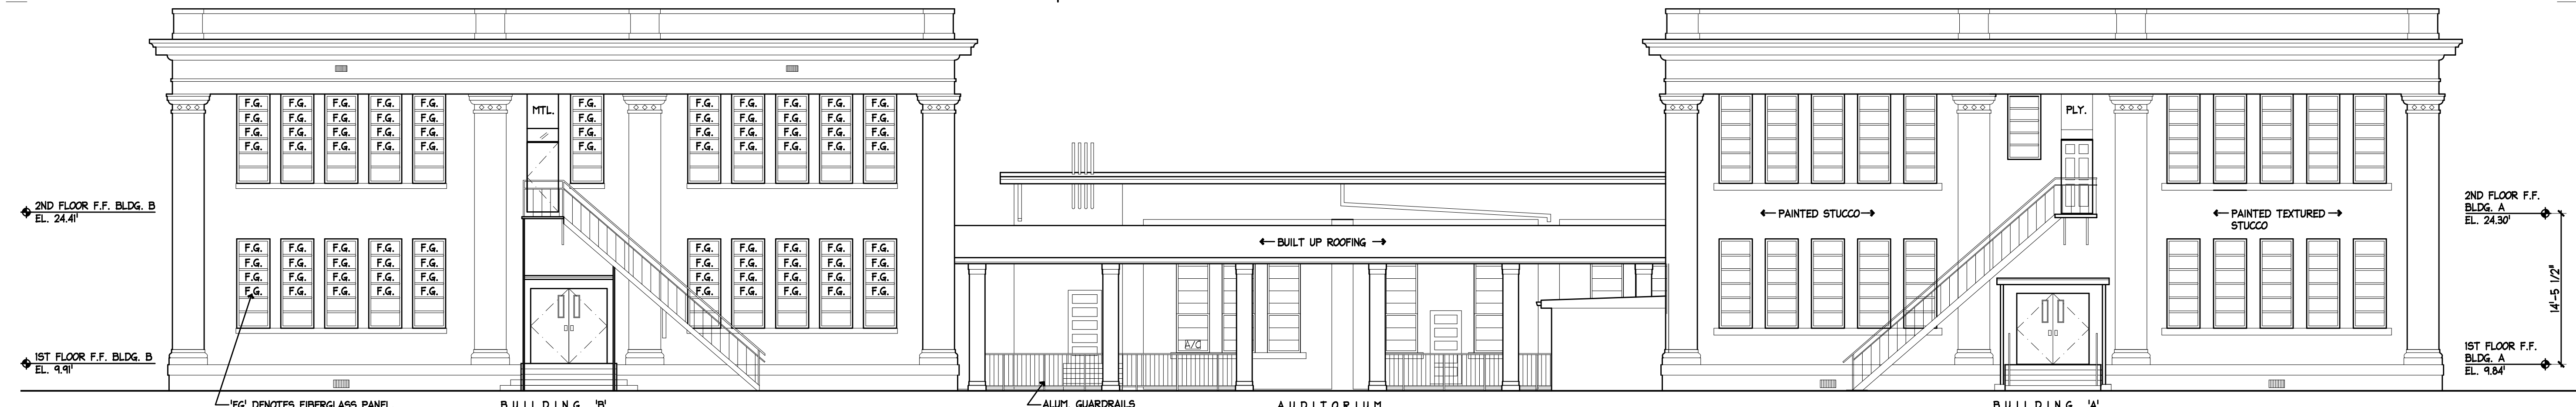 F.G. F.G. F.G. F.G. F.G. MTL. F.G. F.G. F.G. F.G. F.G. F.G. PLY.
F.G. F.G. F.G. F.G. F.G. F.G. F.G. F.G. F.G. F.G. F.G.
F.G. F.G. F.G. F.G. F.G. F.G. F.G. F.G. F.G. F.G. F.G.
F.G. F.G. F.G. F.G. F.G. F.G. F.G. F.G. F.G. F.G. F.G.
2ND FLOOR F.F. BLDG. B
EL. 24.41'
PAINTED STUCCO
PAINTED TEXTURED
STUCCO
2ND FLOOR F.F.
BLDG. A
EL. 24.30'
BUILT UP ROOFING
F.G. F.G. F.G. F.G. F.G. F.G. F.G. F.G. F.G. F.G.
F.G. F.G. F.G. F.G. F.G. F.G. F.G. F.G. F.G. F.G.
F.G. F.G. F.G. F.G. F.G. F.G. F.G. F.G. F.G. F.G.
F.G. F.G. F.G. F.G. F.G. F.G. F.G. F.G. F.G. F.G.
14'-5 1/2"
A/C
1ST FLOOR F.F. BLDG. B
EL. 9.91'
1ST FLOOR F.F.
BLDG. A
EL. 9.84'
'FG' DENOTES FIBERGLASS PANEL
BUILDING 'B'
ALUM. GUARDRAILS
AUDITORIUM
BUILDING 'A'